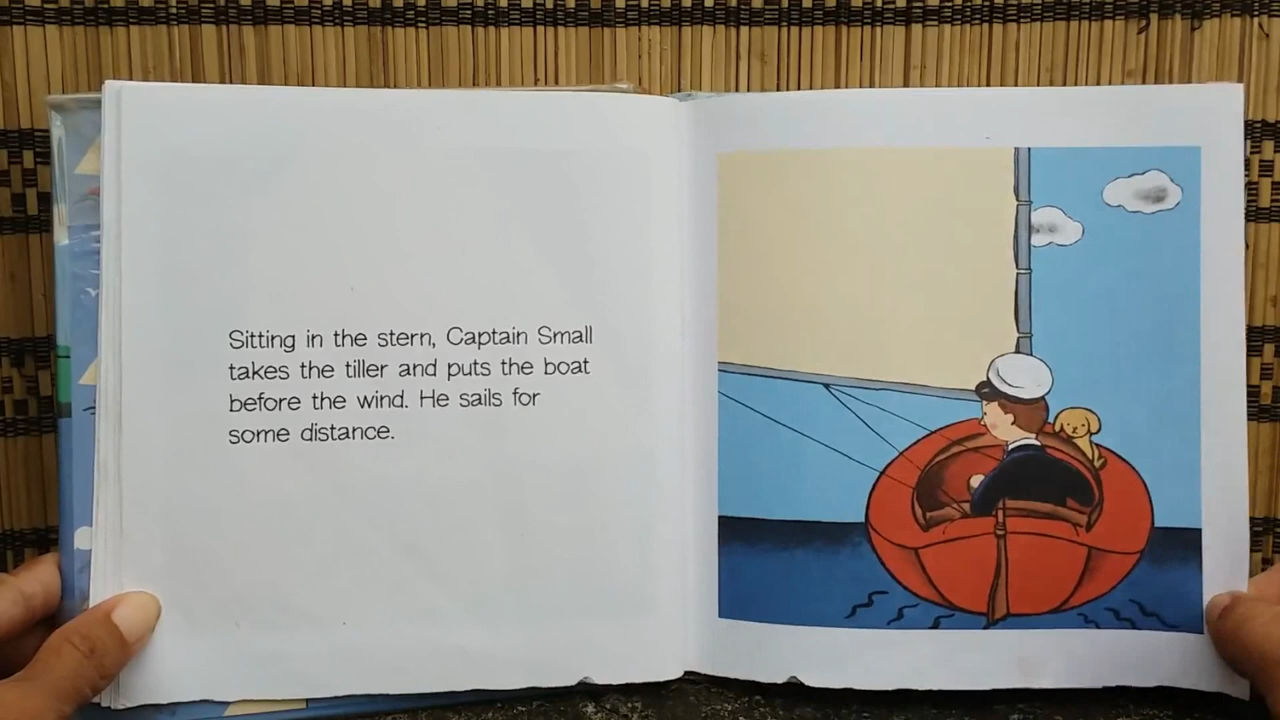 Sitting in the stern, Captain Small
takes the tiller and puts the boat
before the wind. He sails for
some distance.